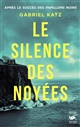 APRÈS LE SUCCÈS DES PAPILLONS NOIRS
GABRIEL KATZ
LE
SILENCE
DES
NOYÉES